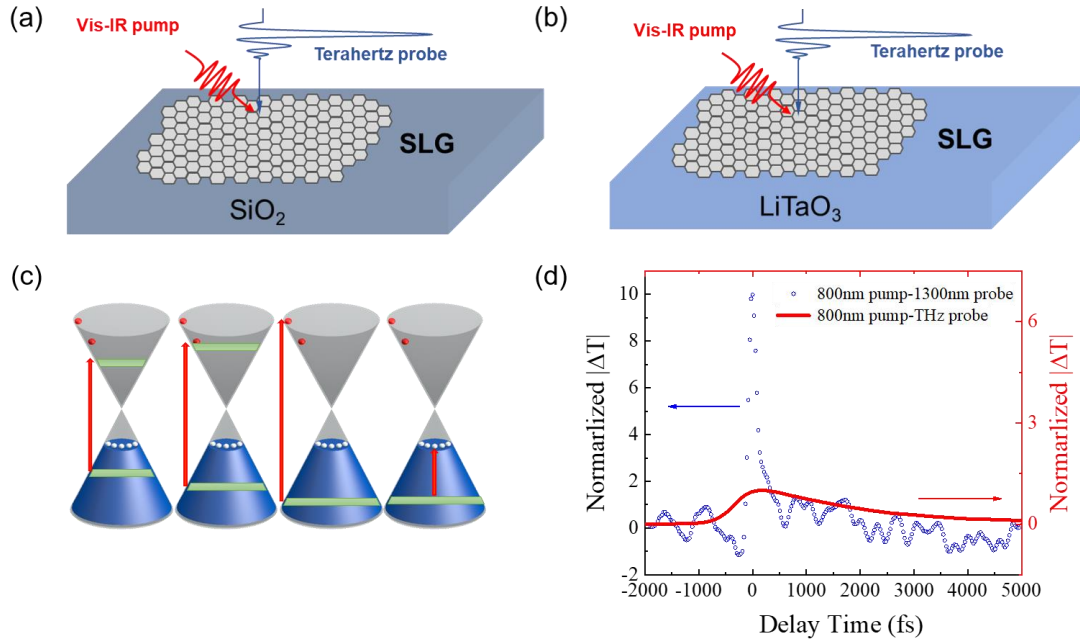 (a)
Vis-IR pump
Terahertz probe
SLG
SiO2
(b)
Vis-IR pump
Terahertz probe
SLG
LiTaO3
(c)
(d)
800nm pump-1300nm probe
800nm pump-THz probe
Normarlized |ΔT|
10
8
6
4
2
0
-2
6
3
0
Normarlized |ΔT|
-2000 -1000 0 1000 2000 3000 4000 5000
Delay Time (fs)